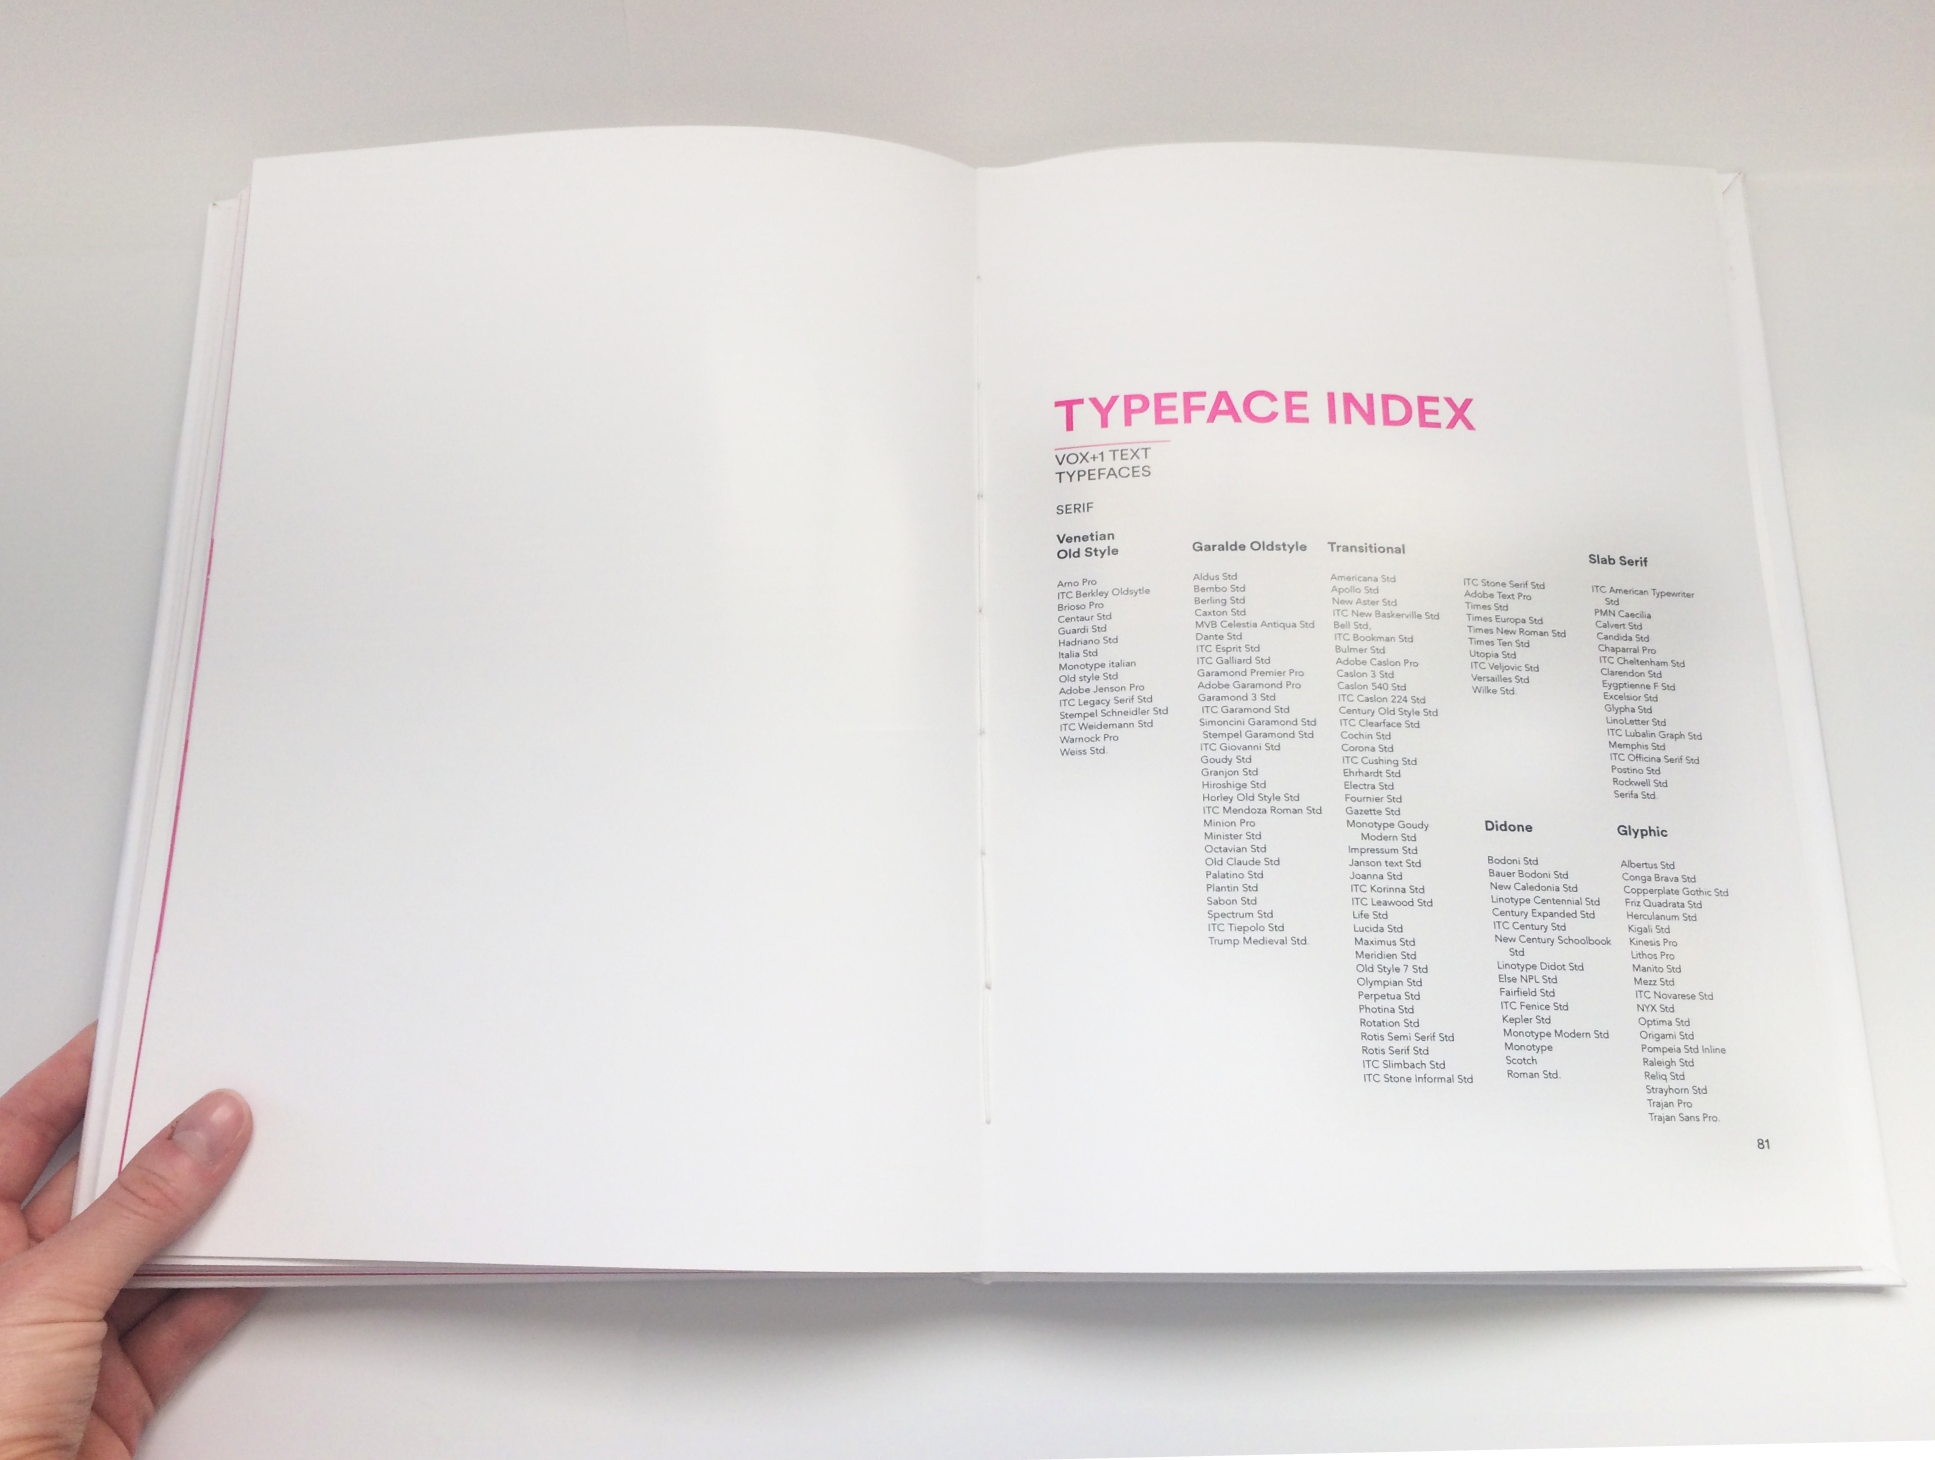 TYPEFACE INDEX
VOX+1 TEXT
TYPEFACES
SERIF
Venetian
Old Style
Arno Pro
ITC Berkley Oldsytle
Brioso Pro
Centaur Std
Guardi Std
Hadriano Std
Italia Std
Monotype italian
Old style Std
Adobe Jenson Pro
ITC Legacy Serif Std
Stempel Schneidler Std
ITC Weidemann Std
Warnock Pro
Weiss Std.
Garalde Oldstyle
Aldus Std
Bembo Std
Berling Std
Caxton Std
MVB Celestia Antiqua Std
Dante Std
ITC Esprit Std
ITC Galliard Std
Garamond Premier Pro
Adobe Garamond Pro
Garamond 3 Std
ITC Garamond Std
Simoncini Garamond Std
Stempel Garamond Std
ITC Giovanni Std
Goudy Std
Granjon Std
Hiroshige Std
Horley Old Style Std
ITC Mendoza Roman Std
Minion Pro
Minister Std
Octavian Std
Old Claude Std
Palatino Std
Plantin Std
Sabon Std
Spectrum Std
ITC Tiepolo Std
Trump Medieval Std.
Transitional
Americana Std
Apollo Std
New Aster Std
ITC New Baskerville Std
Bell Std,
ITC Bookman Std
Bulmer Std
Adobe Caslon Pro
Caslon 3 Std
Caslon 540 Std
ITC Caslon 224 Std
Century Old Style Std
ITC Clearface Std
Cochin Std
Corona Std
ITC Cushing Std
Ehrhardt Std
Electra Std
Fournier Std
Gazette Std
Monotype Goudy
Modern Std
Impressum Std
Janson text Std
Joanna Std
ITC Korinna Std
ITC Leawood Std
Life Std
Lucida Std
Maximus Std
Meridien Std
Old Style 7 Std
Olympian Std
Perpetua Std
Photina Std
Rotation Std
Rotis Semi Serif Std
Rotis Serif Std
ITC Slimbach Std
ITC Stone Informal Std
ITC Stone Serif Std
Adobe Text Pro
Times Std
Times Europa Std
Times New Roman Std
Times Ten Std
Utopia Std
ITC Veljovic Std
Versailles Std
Wilke Std.
Slab Serif
ITC American Typewriter
Std
PMN Caecilia
Calvert Std
Candida Std
Chaparral Pro
ITC Cheltenham Std
Clarendon Std
Eygptienne F Std
Excelsior Std
Glypha Std
LinoLetter Std
ITC Lubalin Graph Std
Memphis Std
ITC Officina Serif Std
Postino Std
Rockwell Std
Serifa Std.
Didone
Bodoni Std
Bauer Bodoni Std
New Caledonia Std
Linotype Centennial Std
Century Expanded Std
ITC Century Std
New Century Schoolbook
Std
Linotype Didot Std
Else NPL Std
Fairfield Std
ITC Fenice Std
Kepler Std
Monotype Modern Std
Monotype
Scotch
Roman Std.
Glyphic
Albertus Std
Conga Brava Std
Copperplate Gothic Std
Friz Quadrata Std
Herculanum Std
Kigali Std
Kinesis Pro
Lithos Pro
Manito Std
Mezz Std
ITC Novarese Std
NYX Std
Optima Std
Origami Std
Pompeia Std Inline
Raleigh Std
Reliq Std
Strayhorn Std
Trajan Pro
Trajan Sans Pro.
81